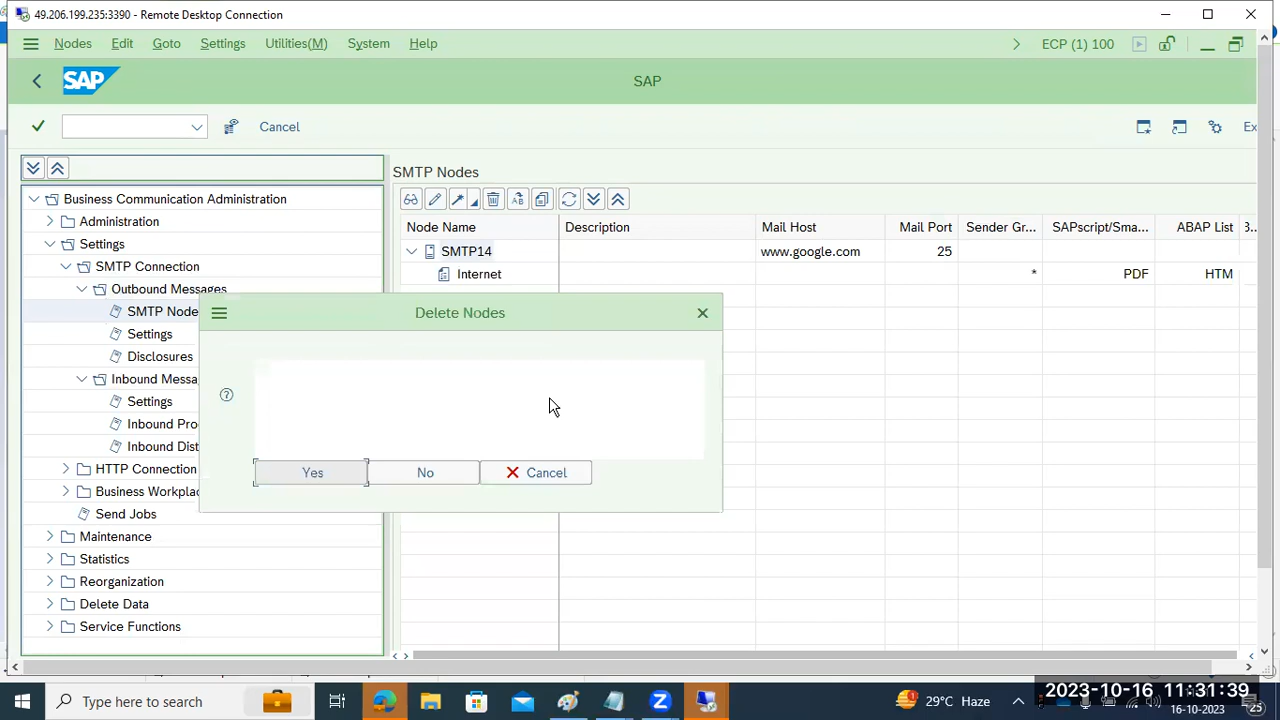 49.206.199.235:3390 - Remote Desktop Connection
Nodes Edit Goto Settings Utilities(M) System Help
ECP (1) 100
SAP
SAP
Cancel
SMTP Nodes
Business Communication Administration
Administration
Settings
SMTP Connection
Outbound Messages
SMTP Node
Settings
Disclosures
Inbound Messa
Settings
Inbound Pro
Inbound Dist
HTTP Connection
Business Workplac
Send Jobs
Maintenance
Statistics
Reorganization
Delete Data
Service Functions
Node Name Description Mail Host Mail Port Sender Gr... SAPscript/Sma... ABAP List
SMTP14 www.google.com 25
Internet * PDF HTM
Delete Nodes
Yes No Cancel
Type here to search
29°C Haze
2023-10-16 11:31:39
16-10-2023
25